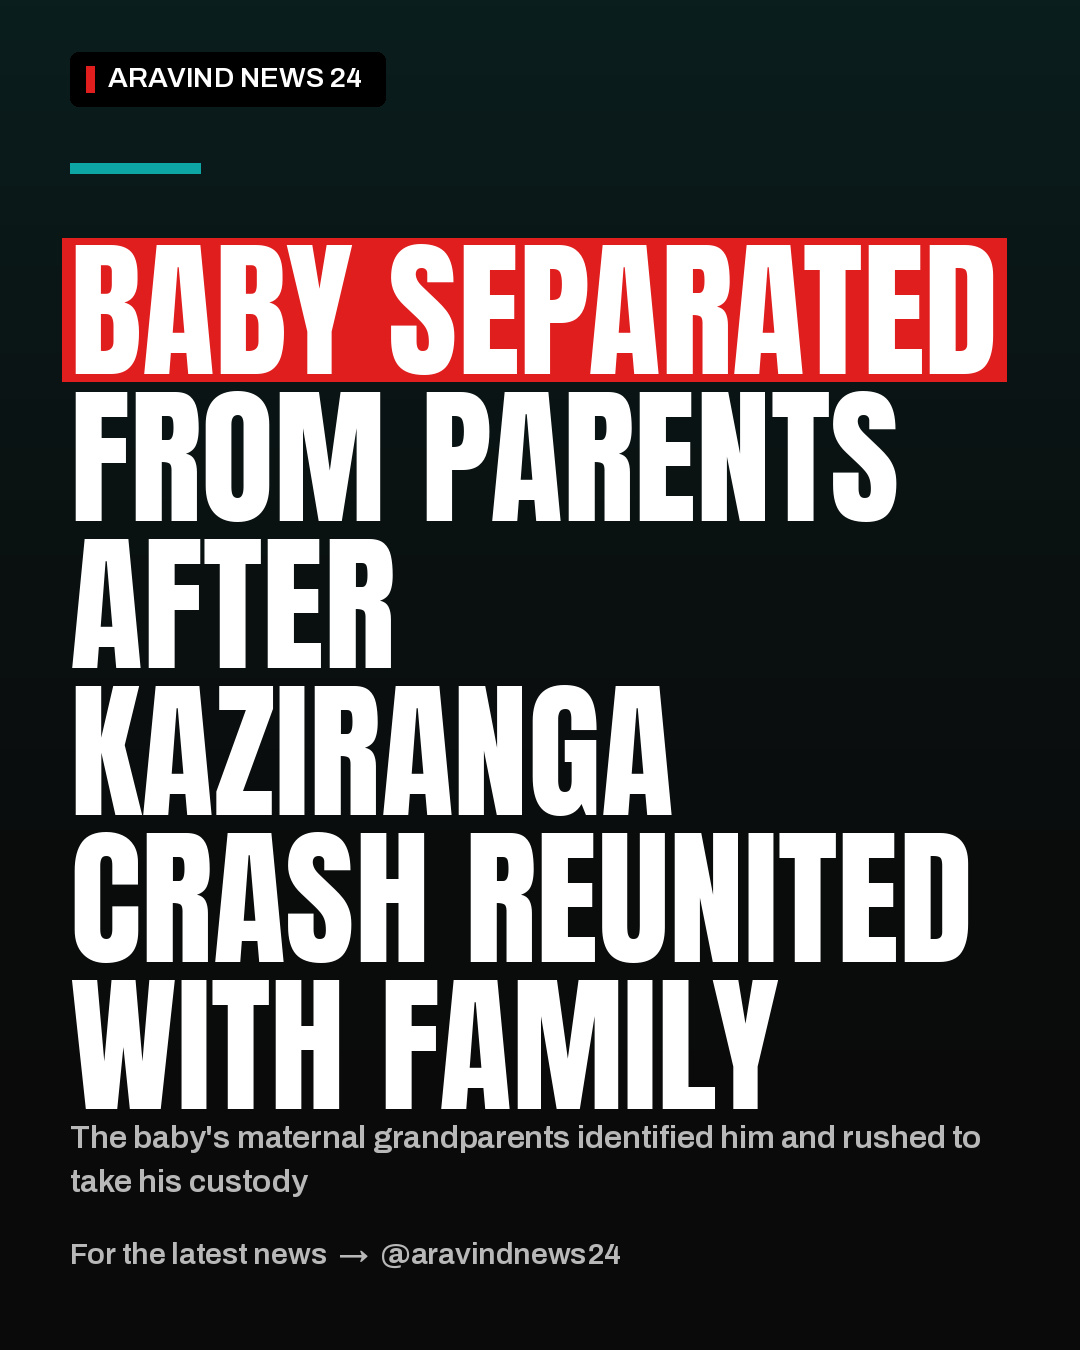 ARAVIND NEWS 24
BABY SEPARATED
FROM PARENTS
AFTER
KAZIRANGA
CRASH REUNITED
WITH FAMILY
The baby's maternal grandparents identified him and rushed to
take his custody
For the latest news → @aravindnews24